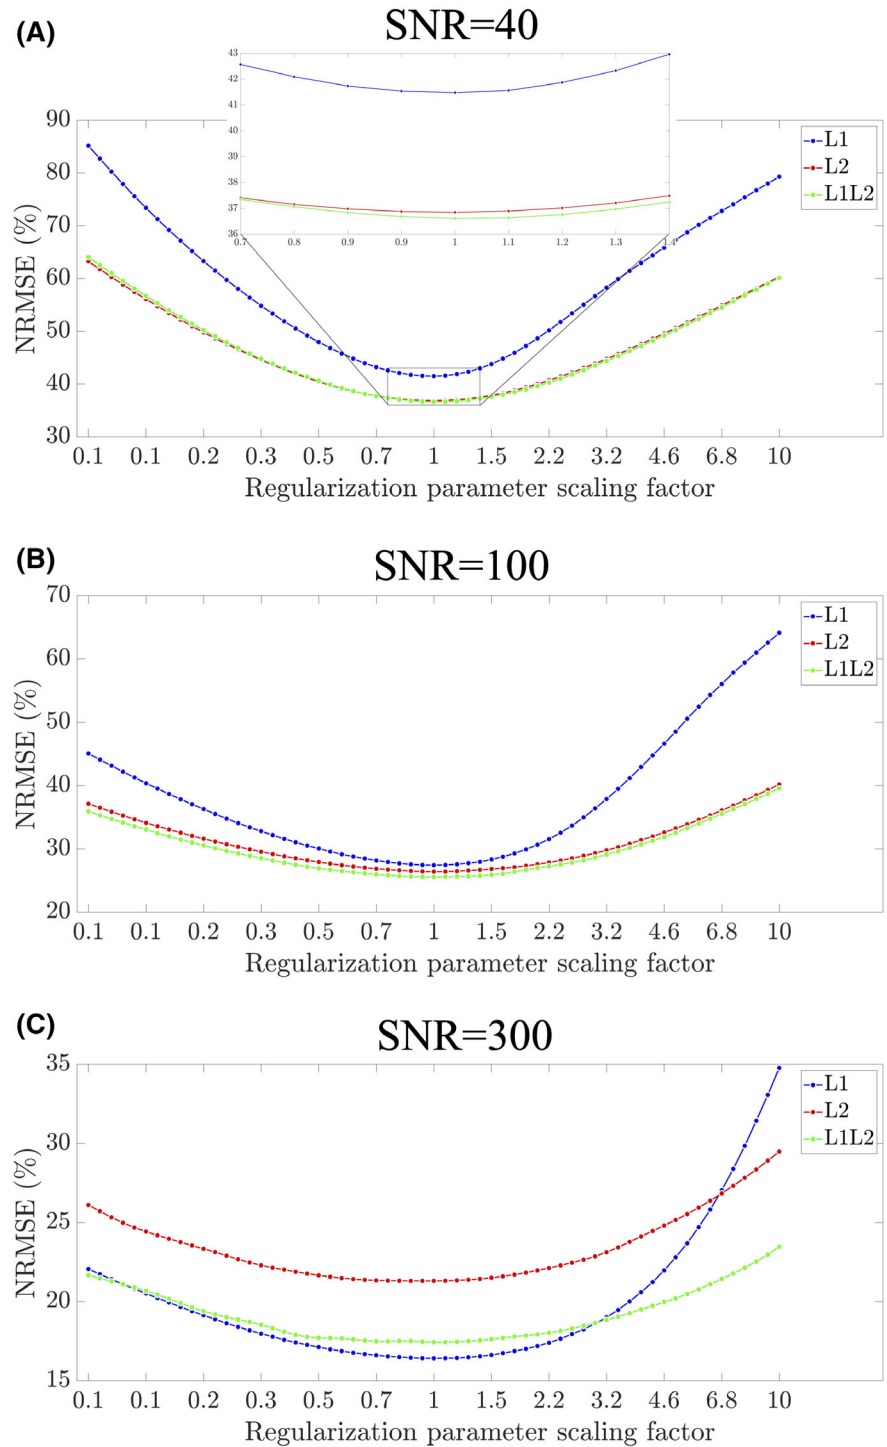 (A)
SNR=40
43
42
41
40
39
38
37
36
0.7 0.8 0.9 0.9 1 1.1 1.2 1.3 1.4
90
80
70
60
50
40
30
NRMSE (%)
L1
L2
L1L2
0.1 0.1 0.2 0.3 0.5 0.7 1 1.5 2.2 3.2 4.6 6.8 10
Regularization parameter scaling factor
(B)
SNR=100
70
60
50
40
30
20
NRMSE (%)
L1
L2
L1L2
0.1 0.1 0.2 0.3 0.5 0.7 1 1.5 2.2 3.2 4.6 6.8 10
Regularization parameter scaling factor
(C)
SNR=300
35
30
25
20
15
NRMSE (%)
L1
L2
L1L2
0.1 0.1 0.2 0.3 0.5 0.7 1 1.5 2.2 3.2 4.6 6.8 10
Regularization parameter scaling factor